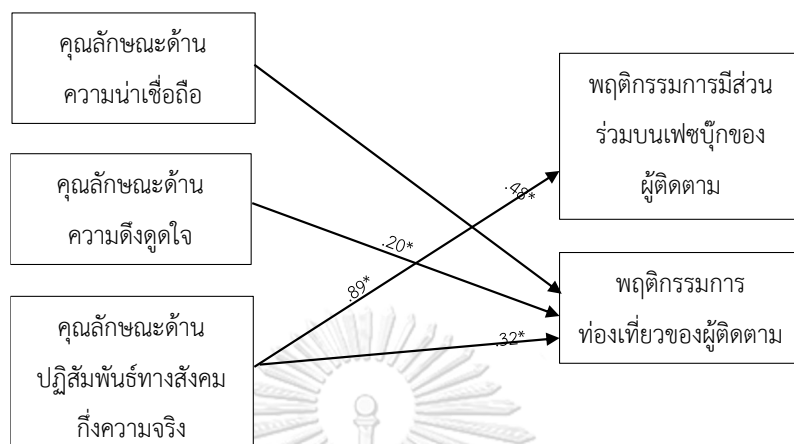 คุณลักษณะด้าน
ความน่าเชื่อถือ
พฤติกรรมการมีส่วน
ร่วมบนเฟซบุ๊กของ
ผู้ติดตาม
คุณลักษณะด้าน
ความดึงดูดใจ
.48*
.20*
.89*
.32*
พฤติกรรมการ
ท่องเที่ยวของผู้ติดตาม
คุณลักษณะด้าน
ปฏิสัมพันธ์ทางสังคม
กึ่งความจริง